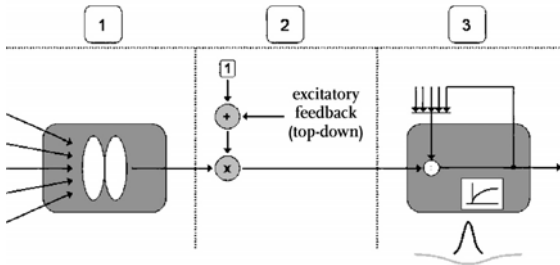 1
2
3
1
excitatory
feedback
(top-down)
+
x